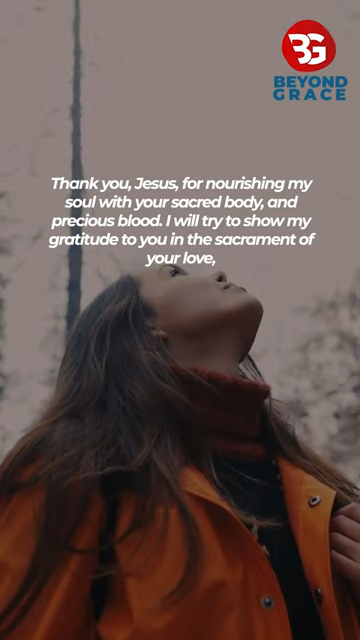 BG
BEYOND
GRACE
Thank you, Jesus, for nourishing my
soul with your sacred body, and
precious blood. I will try to show my
gratitude to you in the sacrament of
your love,